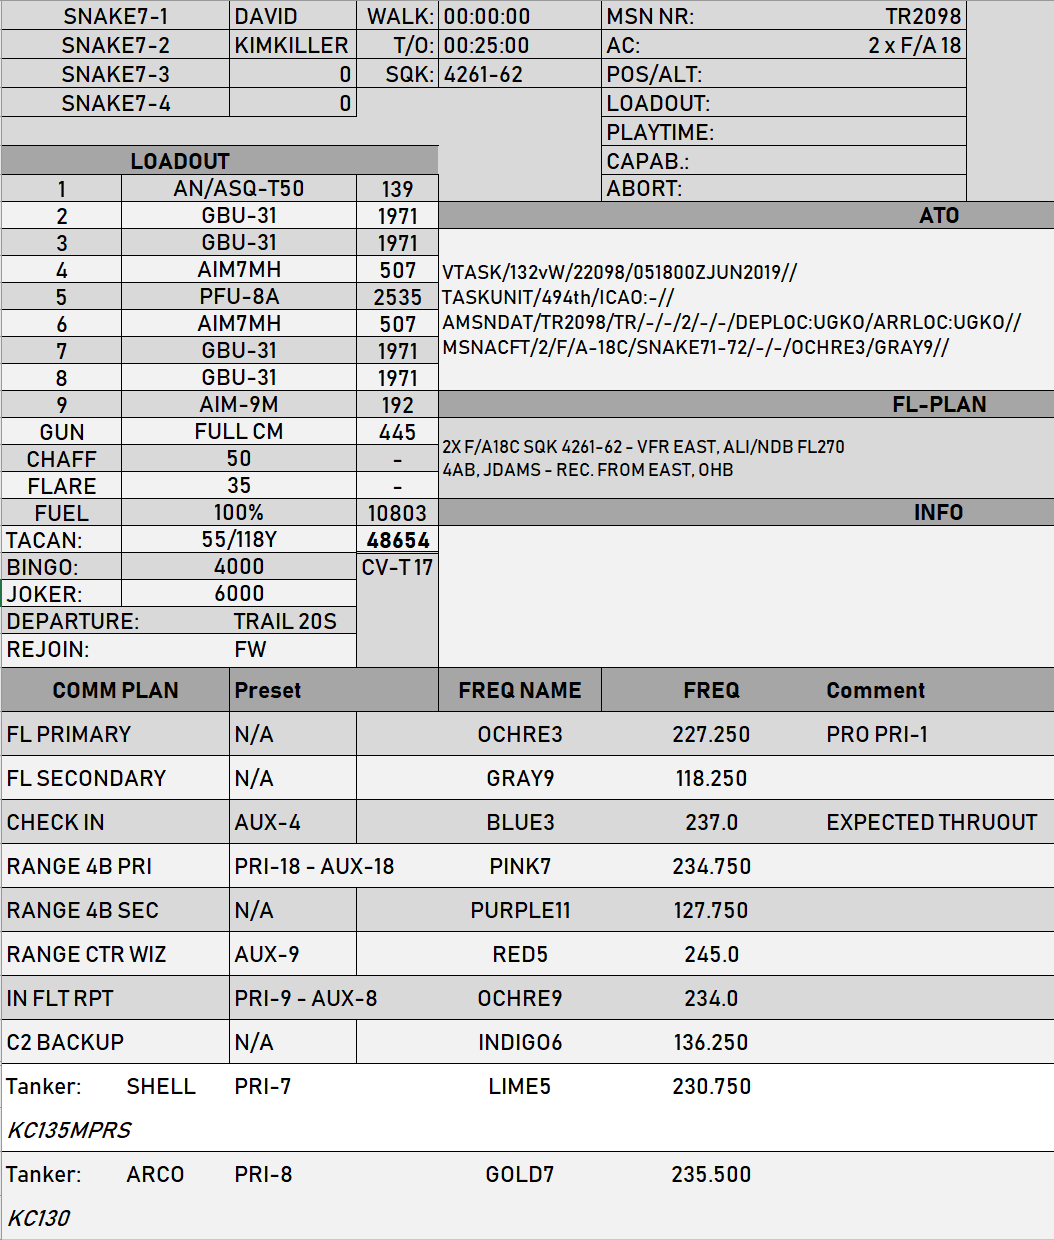 SNAKE7-1 DAVID WALK: 00:00:00 MSN NR: TR2098
SNAKE7-2 KIMKILLER T/O: 00:25:00 AC: 2 x F/A 18
SNAKE7-3 0 SQK: 4261-62 POS/ALT:
SNAKE7-4 0 LOADOUT:
PLAYTIME:
LOADOUT CAPAB.:
1 AN/ASQ-T50 139 ABORT:
2 GBU-31 1971 ATO
3 GBU-31 1971
4 AIM7MH 507 VTASK/132vW/22098/051800ZJUN2019//
5 PFU-8A 2535 TASKUNIT/494th/ICAO:-//
6 AIM7MH 507 AMSNDAT/TR2098/TR/-/-/2/-/-/DEPLOC:UGKO/ARRLOC:UGKO//
7 GBU-31 1971 MSNACFT/2/F/A-18C/SNAKE71-72/-/-/OCHRE3/GRAY9//
8 GBU-31 1971
9 AIM-9M 192 FL-PLAN
GUN FULL CM 445 2X F/A18C SQK 4261-62 - VFR EAST, ALI/NDB FL270
CHAFF 50 - 4AB, JDAMS - REC. FROM EAST, OHB
FLARE 35 -
FUEL 100% 10803 INFO
TACAN: 55/118Y 48654
BINGO: 4000 CV-T 17
JOKER: 6000
DEPARTURE: TRAIL 20S
REJOIN: FW
COMM PLAN Preset FREQ NAME FREQ Comment
FL PRIMARY N/A OCHRE3 227.250 PRO PRI-1
FL SECONDARY N/A GRAY9 118.250
CHECK IN AUX-4 BLUE3 237.0 EXPECTED THRUOUT
RANGE 4B PRI PRI-18 - AUX-18 PINK7 234.750
RANGE 4B SEC N/A PURPLE11 127.750
RANGE CTR WIZ AUX-9 RED5 245.0
IN FLT RPT PRI-9 - AUX-8 OCHRE9 234.0
C2 BACKUP N/A INDIGO6 136.250
Tanker: SHELL PRI-7 LIME5 230.750
KC135MPRS
Tanker: ARCO PRI-8 GOLD7 235.500
KC130